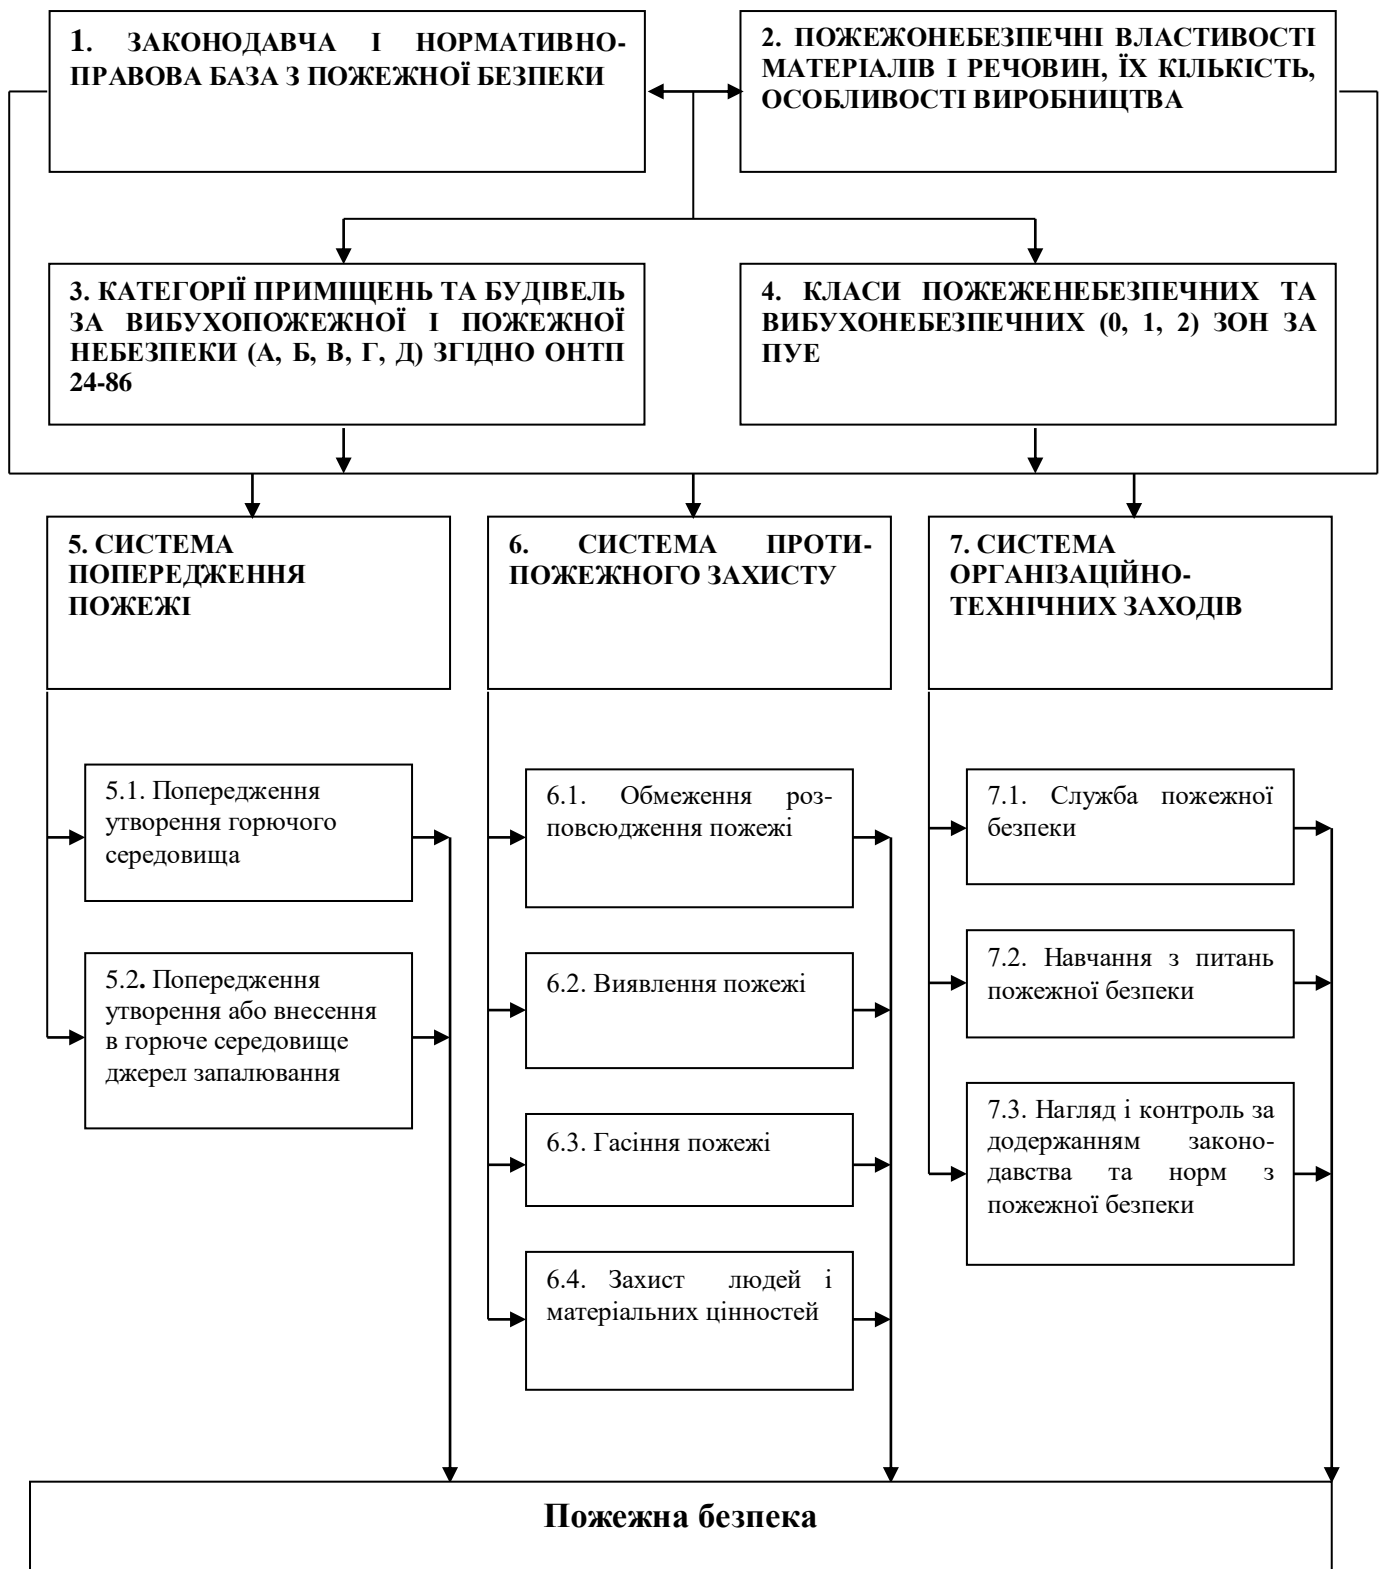 1. ЗАКОНОДАВЧА І НОРМАТИВНО-
ПРАВОВА БАЗА З ПОЖЕЖНОЇ БЕЗПЕКИ
2. ПОЖЕЖОНЕБЕЗПЕЧНІ ВЛАСТИВОСТІ
МАТЕРІАЛІВ І РЕЧОВИН, ЇХ КІЛЬКІСТЬ,
ОСОБЛИВОСТІ ВИРОБНИЦТВА
3. КАТЕГОРІЇ ПРИМІЩЕНЬ ТА БУДІВЕЛЬ
ЗА ВИБУХОПОЖЕЖНОЇ І ПОЖЕЖНОЇ
НЕБЕЗПЕКИ (А, Б, В, Г, Д) ЗГІДНО ОНТП
24-86
4. КЛАСИ ПОЖЕЖЕНЕБЕЗПЕЧНИХ ТА
ВИБУХОНЕБЕЗПЕЧНИХ (0, 1, 2) ЗОН ЗА
ПУЕ
5. СИСТЕМА
ПОПЕРЕДЖЕННЯ
ПОЖЕЖІ
6. СИСТЕМА ПРОТИ-
ПОЖЕЖНОГО ЗАХИСТУ
7. СИСТЕМА
ОРГАНІЗАЦІЙНО-
ТЕХНІЧНИХ ЗАХОДІВ
5.1. Попередження
утворення горючого
середовища
5.2. Попередження
утворення або внесення
в горюче середовище
джерел запалювання
6.1. Обмеження роз-
повсюдження пожежі
6.2. Виявлення пожежі
6.3. Гасіння пожежі
6.4. Захист людей і
матеріальних цінностей
7.1. Служба пожежної
безпеки
7.2. Навчання з питань
пожежної безпеки
7.3. Нагляд і контроль за
додержанням законо-
давства та норм з
пожежної безпеки
Пожежна безпека